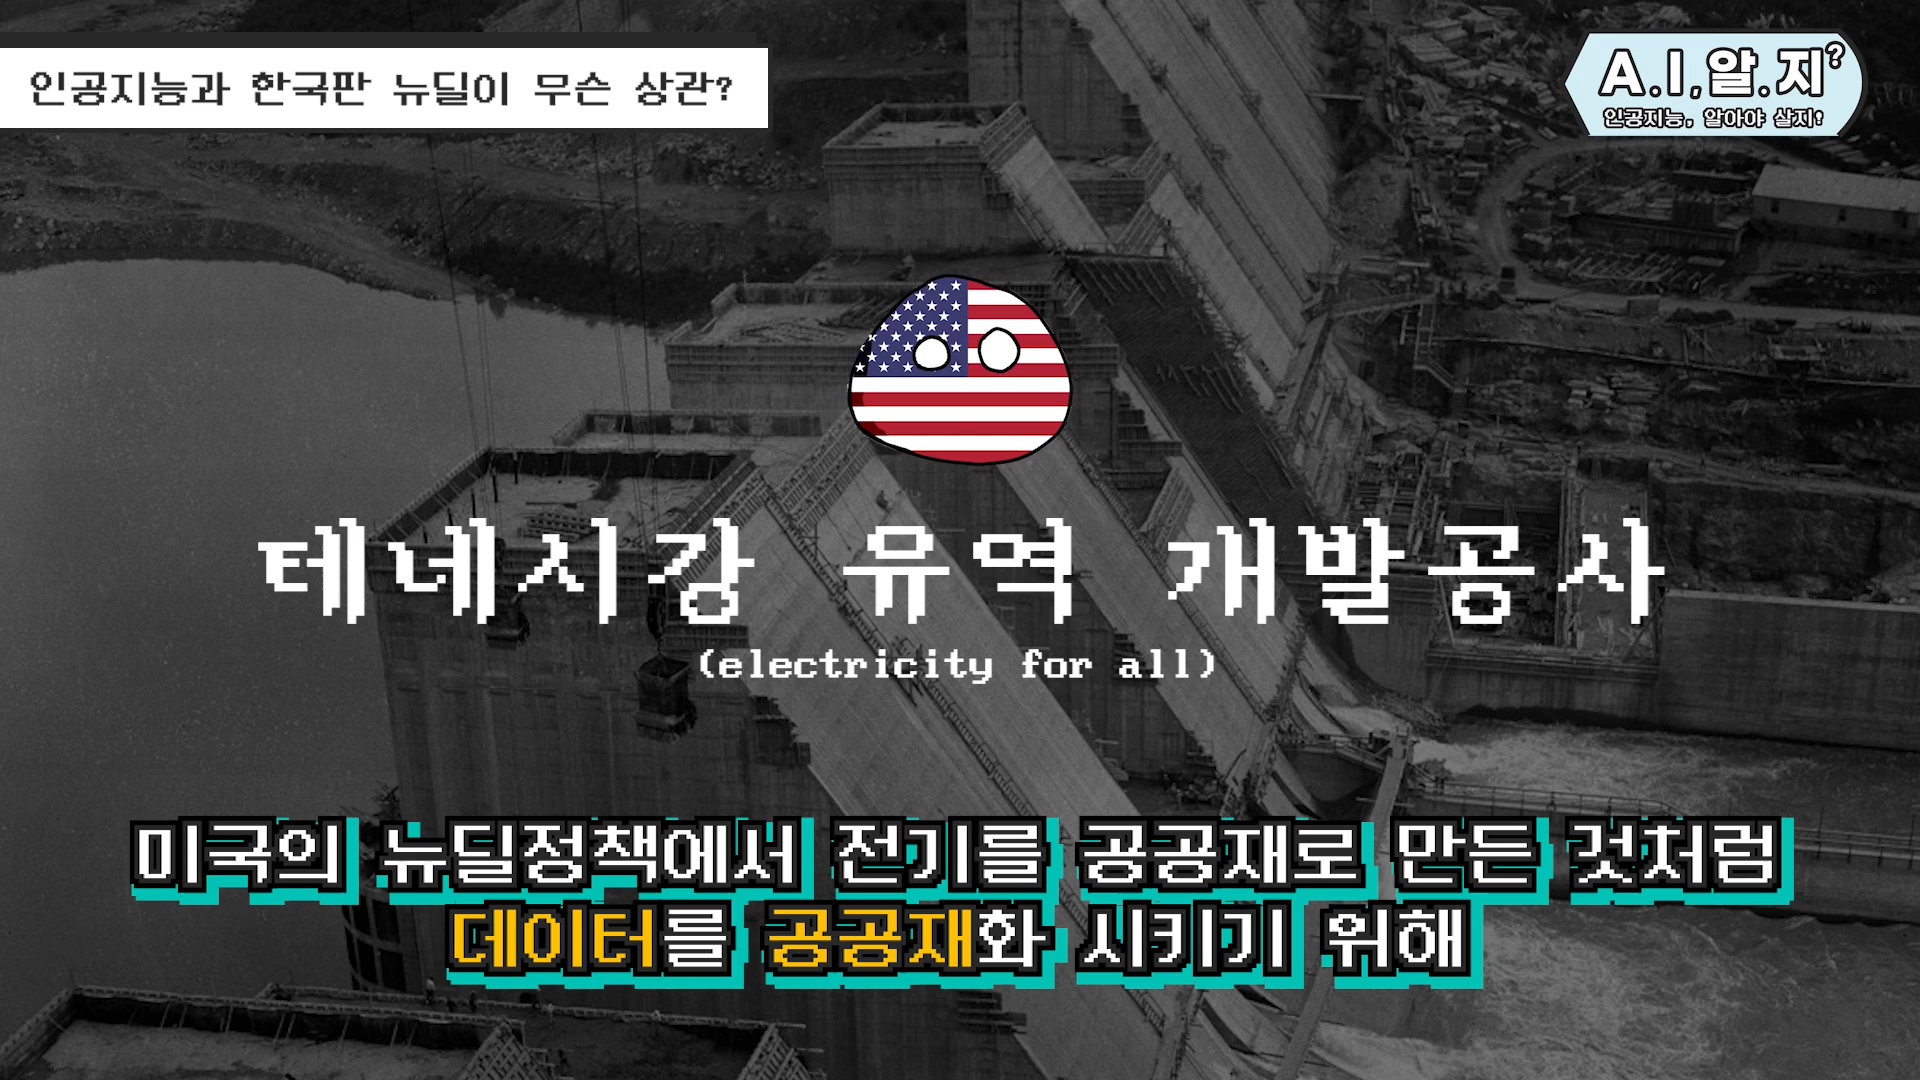 인공지능과 한국판 뉴딜이 무슨 상관?
A.I,알.지?
인공지능, 알아야 살지!
테네시강 유역 개발공사
(electricity for all)
미국의 뉴딜정책에서 전기를 공공재로 만든 것처럼
데이터를 공공재화 시키기 위해